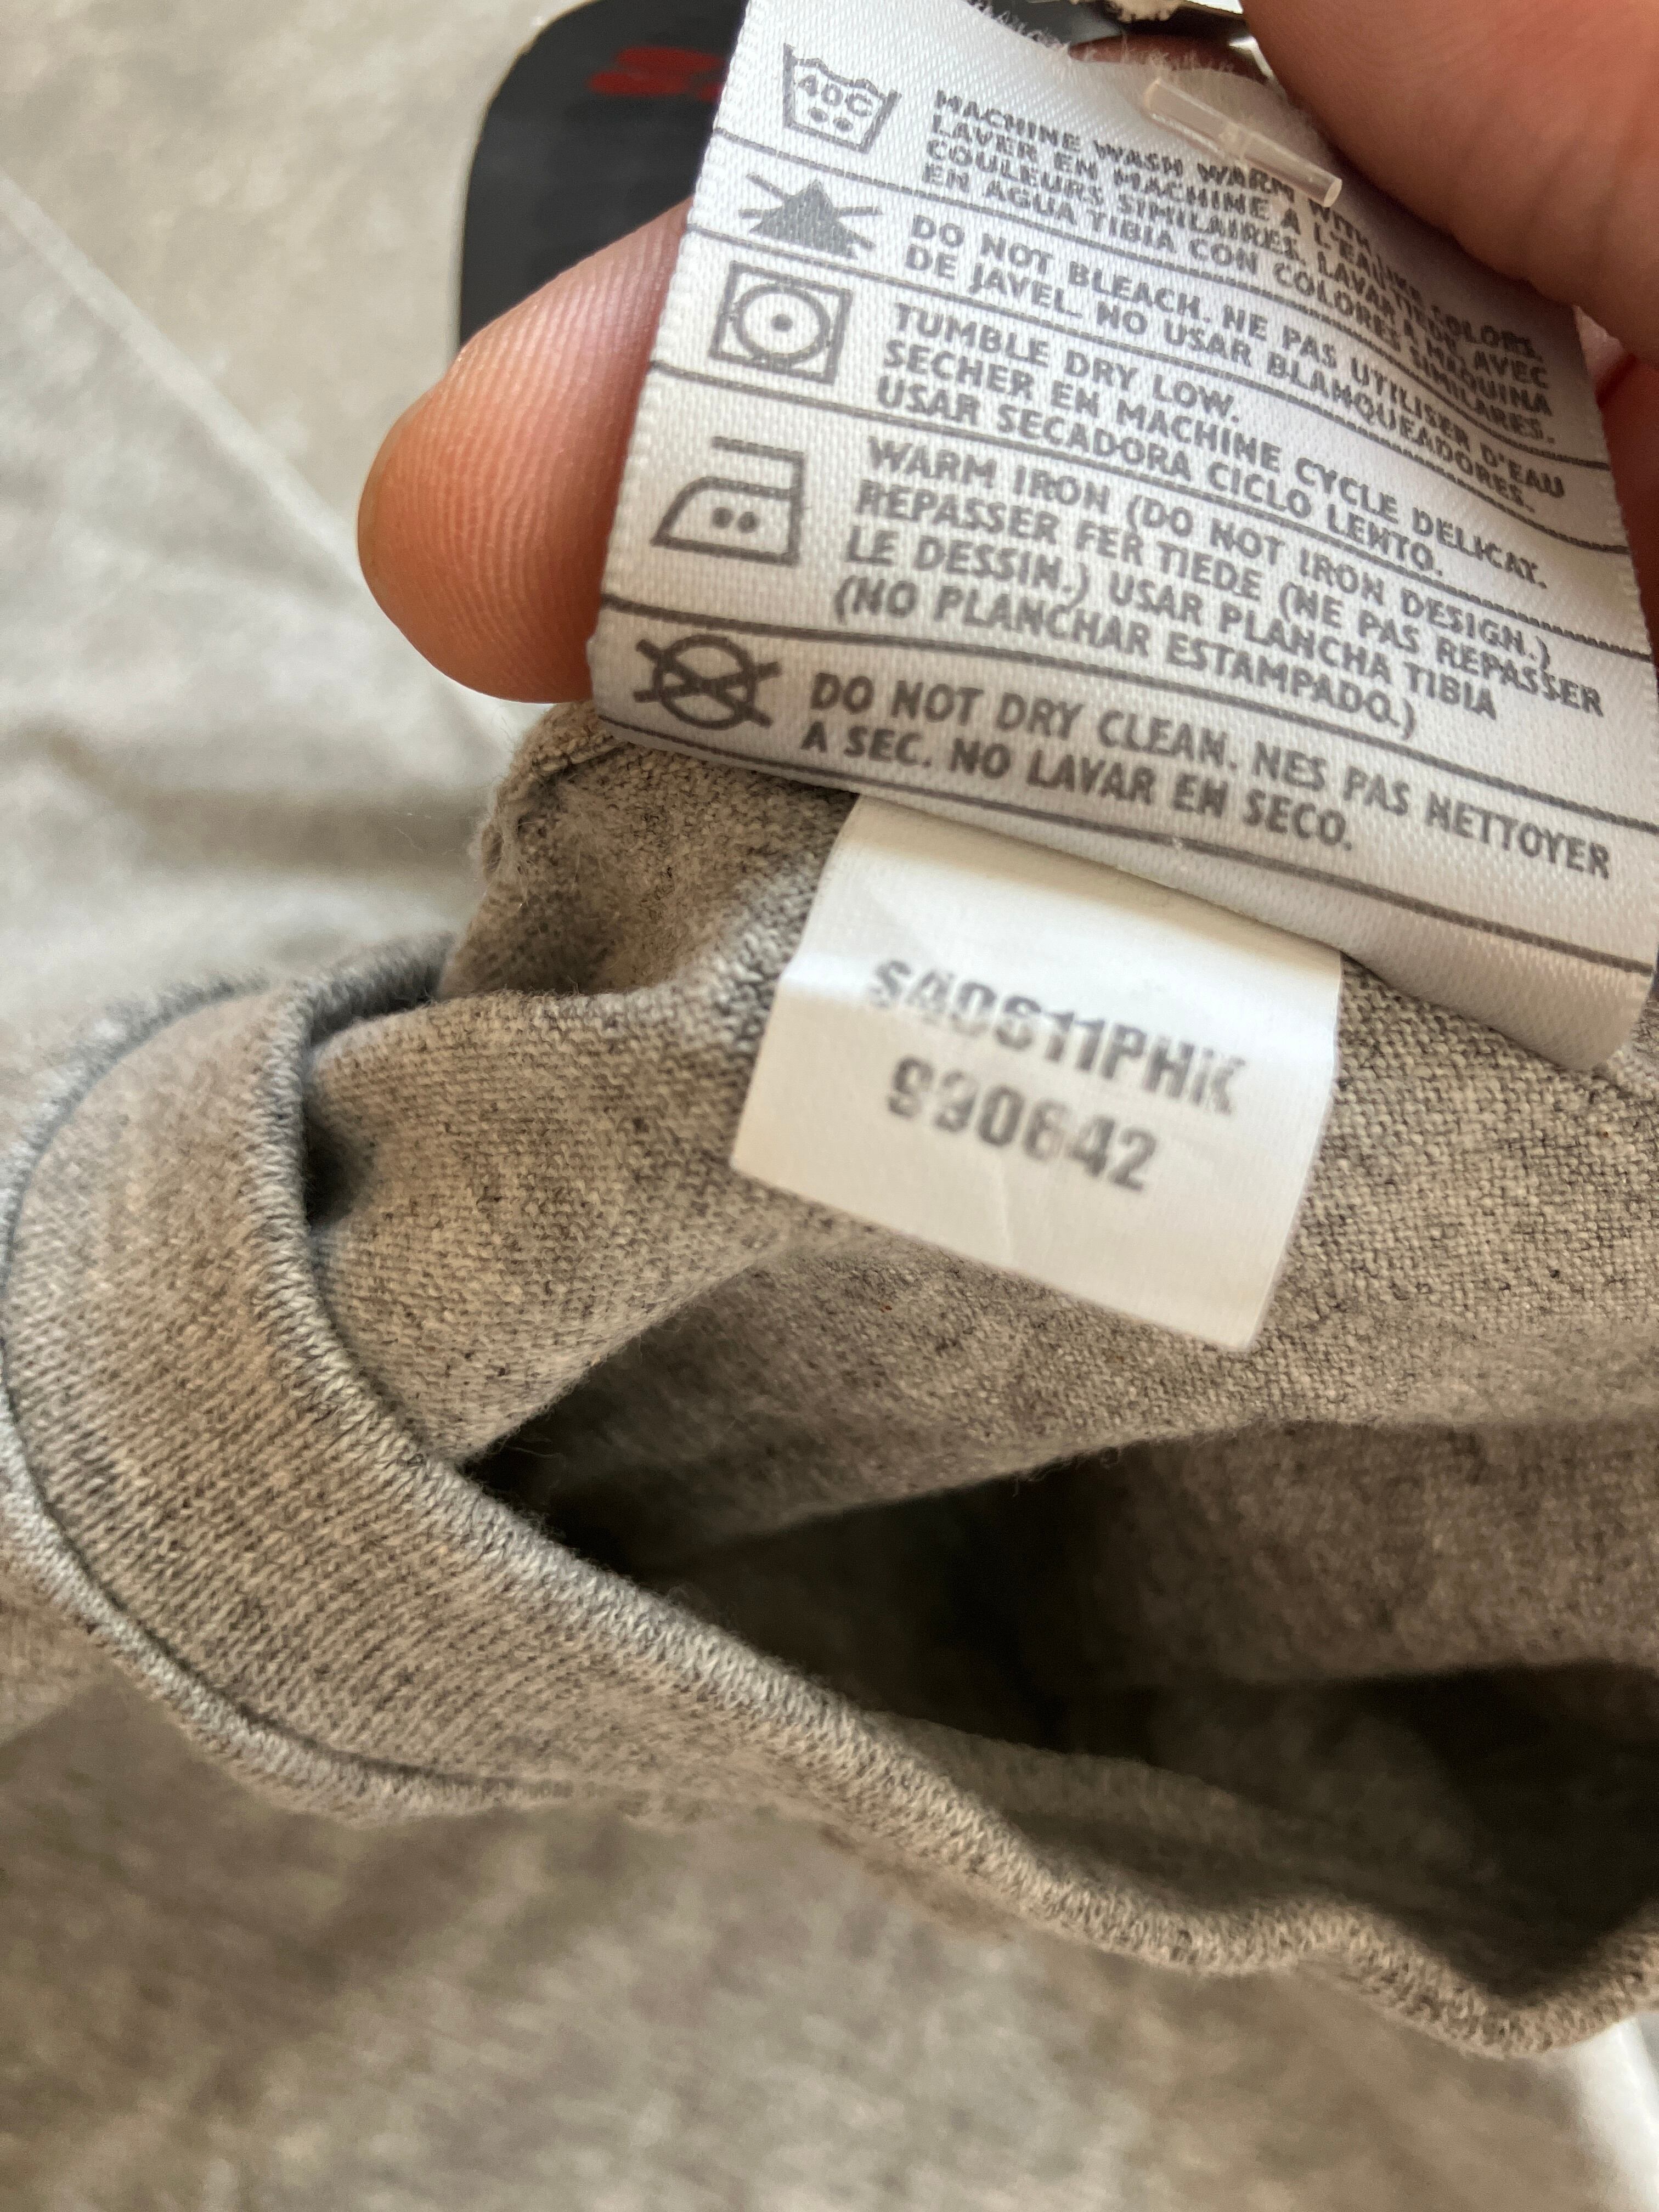 40C
MACHINE WASH WARM WITH LIKE COLORS.
LAVER EN MACHINE A L'EAU TIEDE AVEC
COULEURS SIMILAIRES. LAVAR A MAQUINA
EN AGUA TIBIA CON COLORES SIMILARES.
DO NOT BLEACH. NE PAS UTILISER D'EAU
DE JAVEL. NO USAR BLANQUEADORES.
TUMBLE DRY LOW.
SECHER EN MACHINE CYCLE DELICAT.
USAR SECADORA CICLO LENTO.
WARM IRON (DO NOT IRON DESIGN.)
REPASSER FER TIEDE (NE PAS REPASSER
LE DESSIN.) USAR PLANCHA TIBIA
(NO PLANCHAR ESTAMPADO.)
DO NOT DRY CLEAN. NES PAS NETTOYER
A SEC. NO LAVAR EN SECO.
S40S11PHK
990642